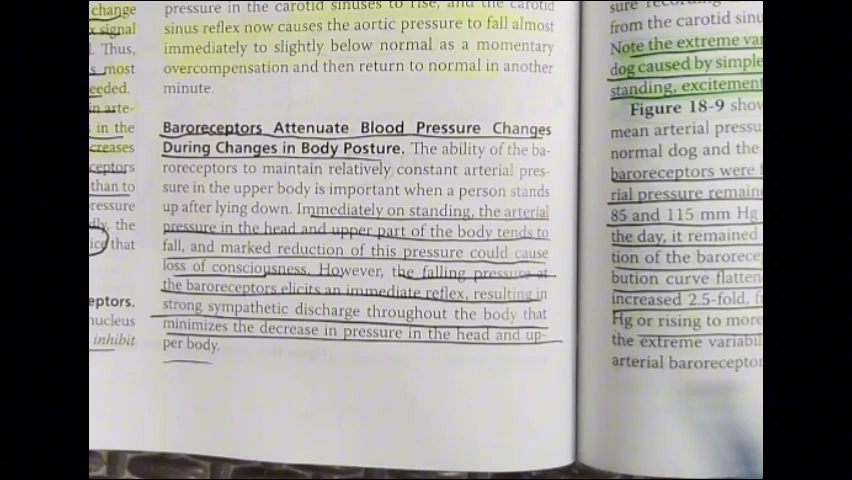 change
signal
Thus,
most
eeded.
in arte-
in the
creases
ceptors
than to
ressure
the
that
eptors.
nucleus
inhibit
pressure in the carotid sinuses to rise, and the carotid
sinus reflex now causes the aortic pressure to fall almost
immediately to slightly below normal as a momentary
overcompensation and then return to normal in another
minute.
Baroreceptors Attenuate Blood Pressure Changes
During Changes in Body Posture. The ability of the ba-
roreceptors to maintain relatively constant arterial pres-
sure in the upper body is important when a person stands
up after lying down. Immediately on standing, the arterial
pressure in the head and upper part of the body tends to
fall, and marked reduction of this pressure could cause
loss of consciousness. However, the falling pressure at
the baroreceptors elicits an immediate reflex, resulting in
strong sympathetic discharge throughout the body that
minimizes the decrease in pressure in the head and up-
per body.
from the carotid sinu
Note the extreme var
dog caused by simple
standing, excitement
Figure 18-9 show
mean arterial pressu
normal dog and the
baroreceptors were
rial pressure remain
85 and 115 mm Hg
the day, it remained
tion of the barorece
bution curve flatten
increased 2.5-fold, f
Hg or rising to more
the extreme variabil
arterial baroreceptor